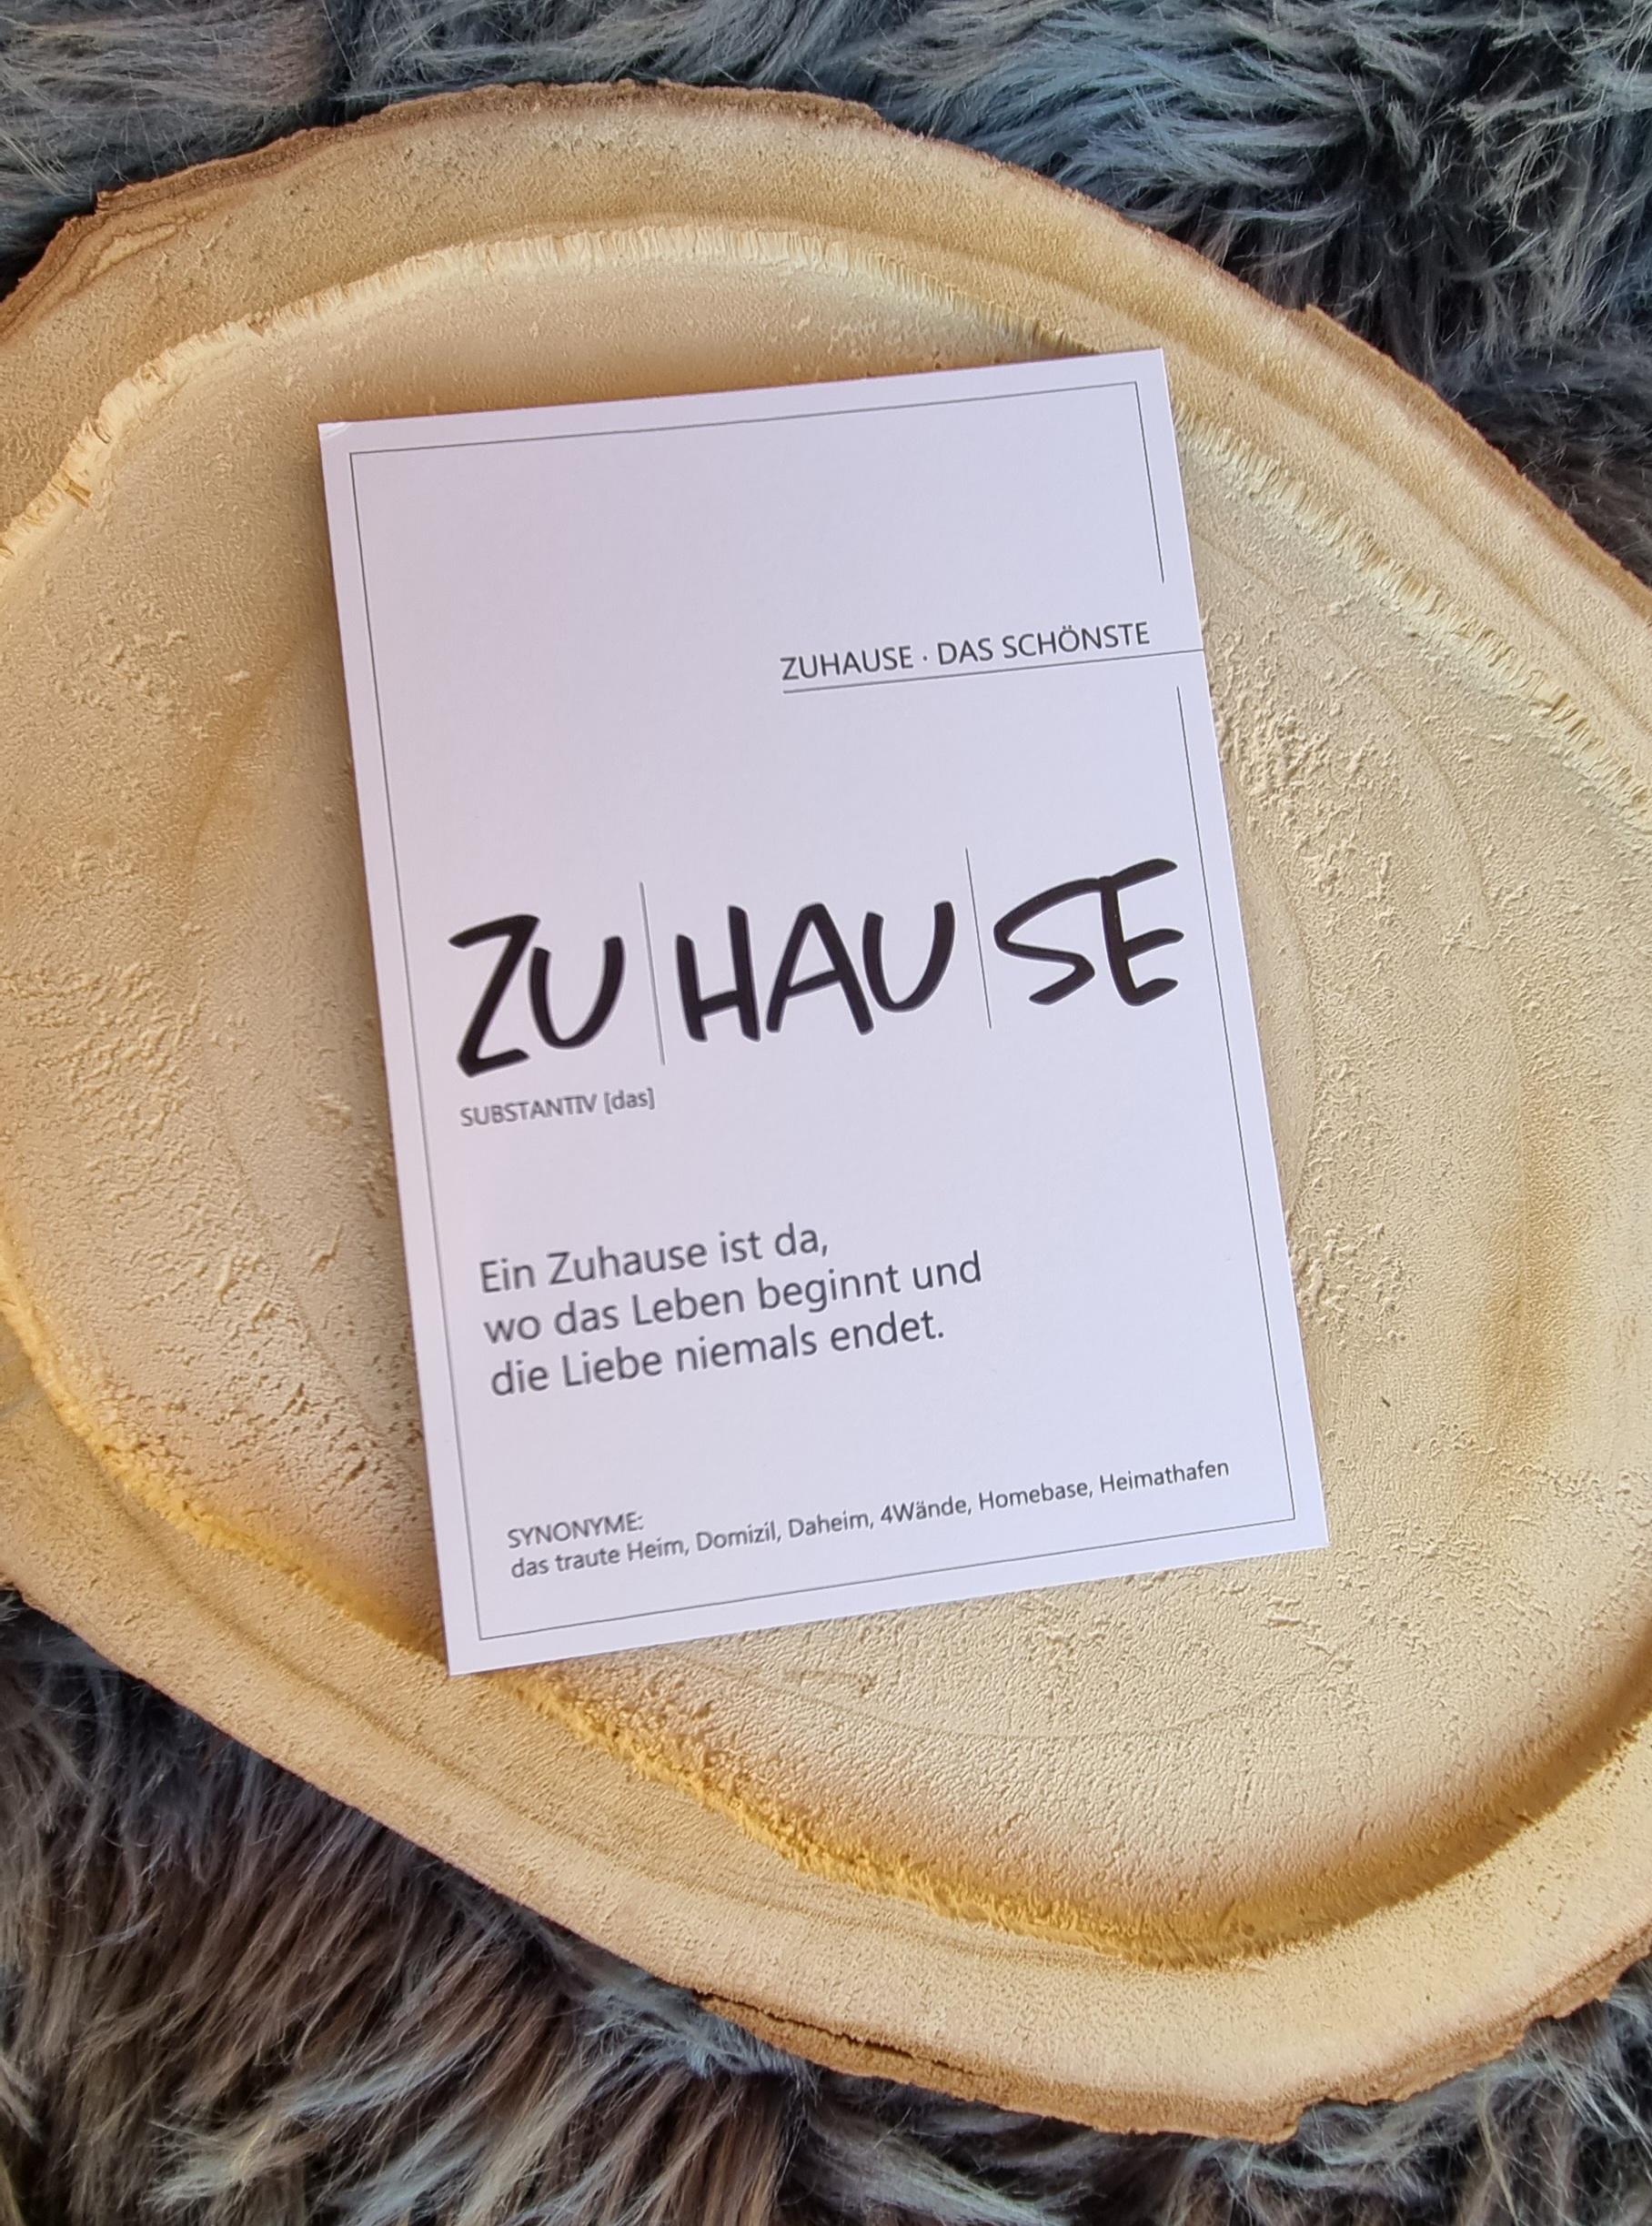 ZUHAUSE · DAS SCHÖNSTE
ZU|HAU|SE
SUBSTANTIV [das]
Ein Zuhause ist da,
wo das Leben beginnt und
die Liebe niemals endet.
SYNONYME:
das traute Heim, Domizil, Daheim, 4Wände, Homebase, Heimathafen